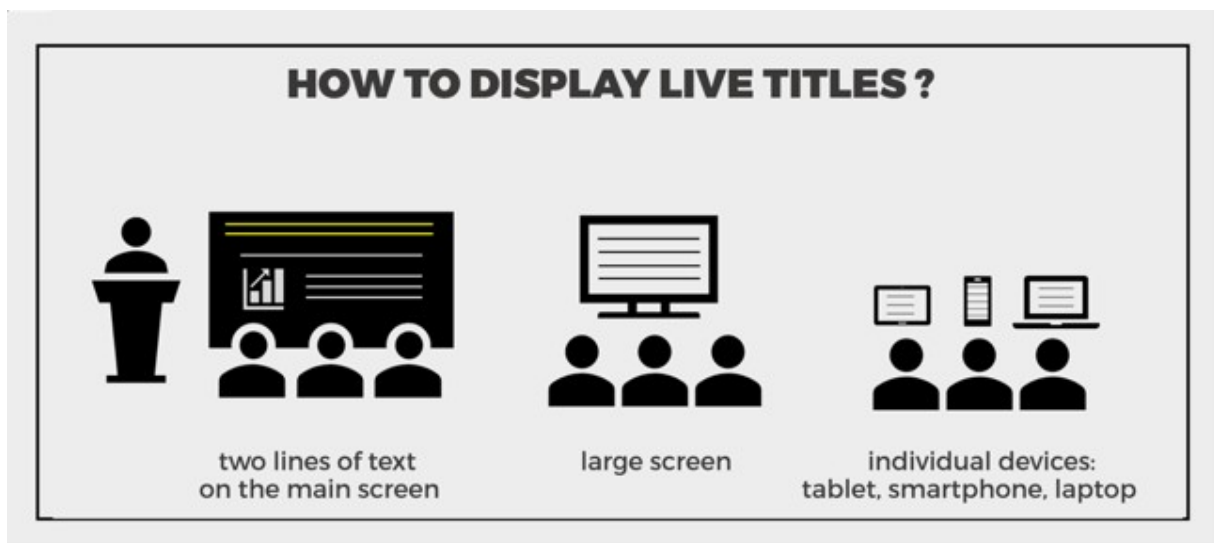 HOW TO DISPLAY LIVE TITLES ?
two lines of text
on the main screen
large screen
individual devices:
tablet, smartphone, laptop